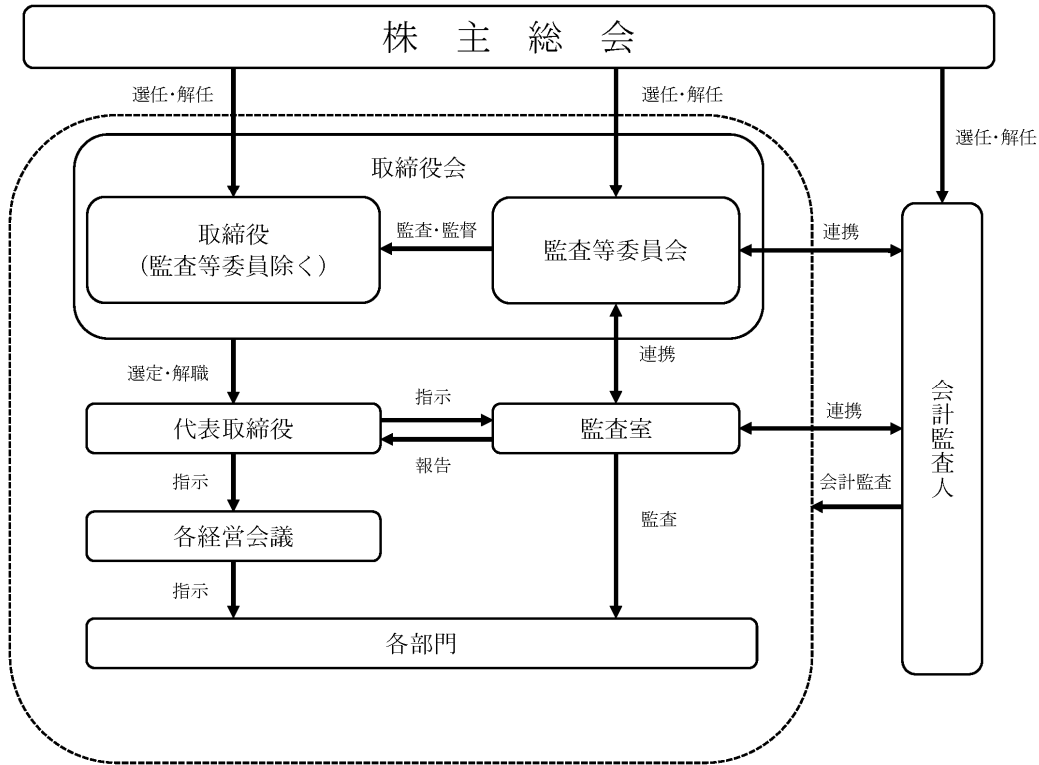 株 主 総 会
選任・解任
選任・解任
選任・解任
取締役会
取締役
(監査等委員除く)
監査・監督
監査等委員会
連携
連携
選定・解職
代表取締役
指示
報告
監査室
連携
会計監査人
指示
会計監査
各経営会議
監査
指示
各部門